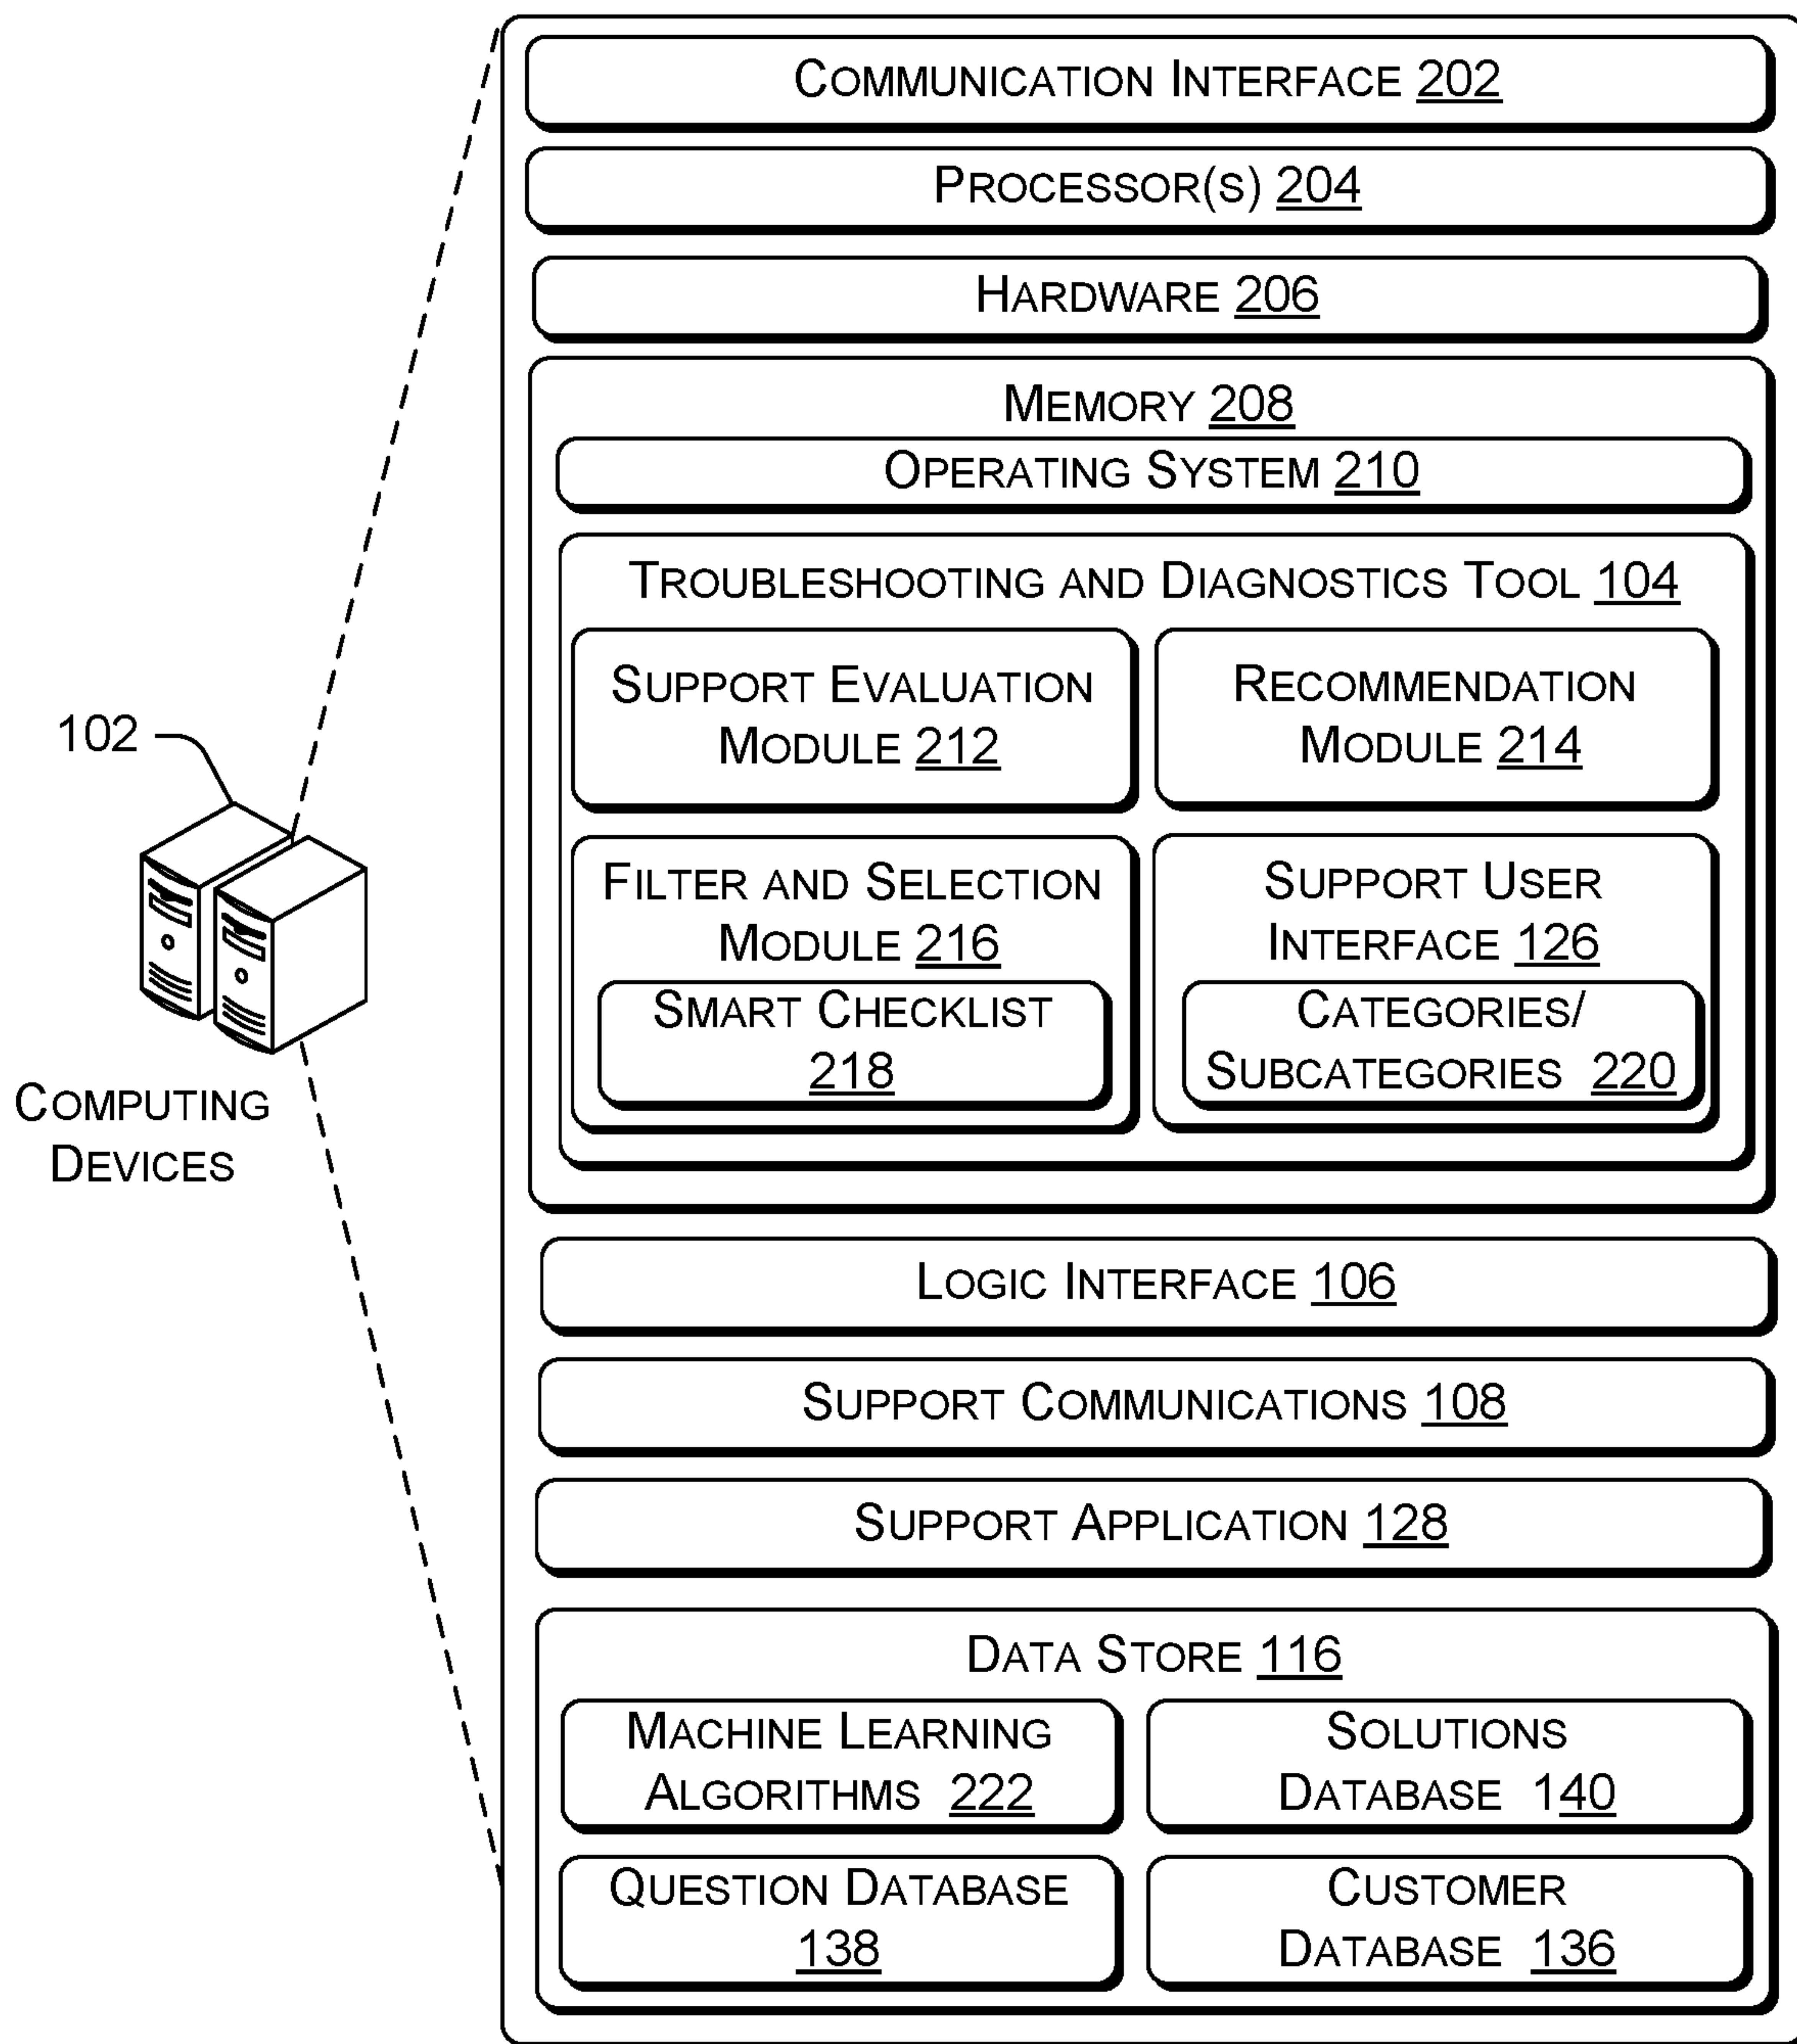 COMMUNICATION INTERFACE 202
PROCESSOR(S) 204
HARDWARE 206
MEMORY 208
OPERATING SYSTEM 210
TROUBLESHOOTING AND DIAGNOSTICS TOOL 104
SUPPORT EVALUATION
MODULE 212
RECOMMENDATION
MODULE 214
FILTER AND SELECTION
MODULE 216
SMART CHECKLIST
218
SUPPORT USER
INTERFACE 126
CATEGORIES/
SUBCATEGORIES 220
102
COMPUTING
DEVICES
LOGIC INTERFACE 106
SUPPORT COMMUNICATIONS 108
SUPPORT APPLICATION 128
DATA STORE 116
MACHINE LEARNING
ALGORITHMS 222
SOLUTIONS
DATABASE 140
QUESTION DATABASE
138
CUSTOMER
DATABASE 136